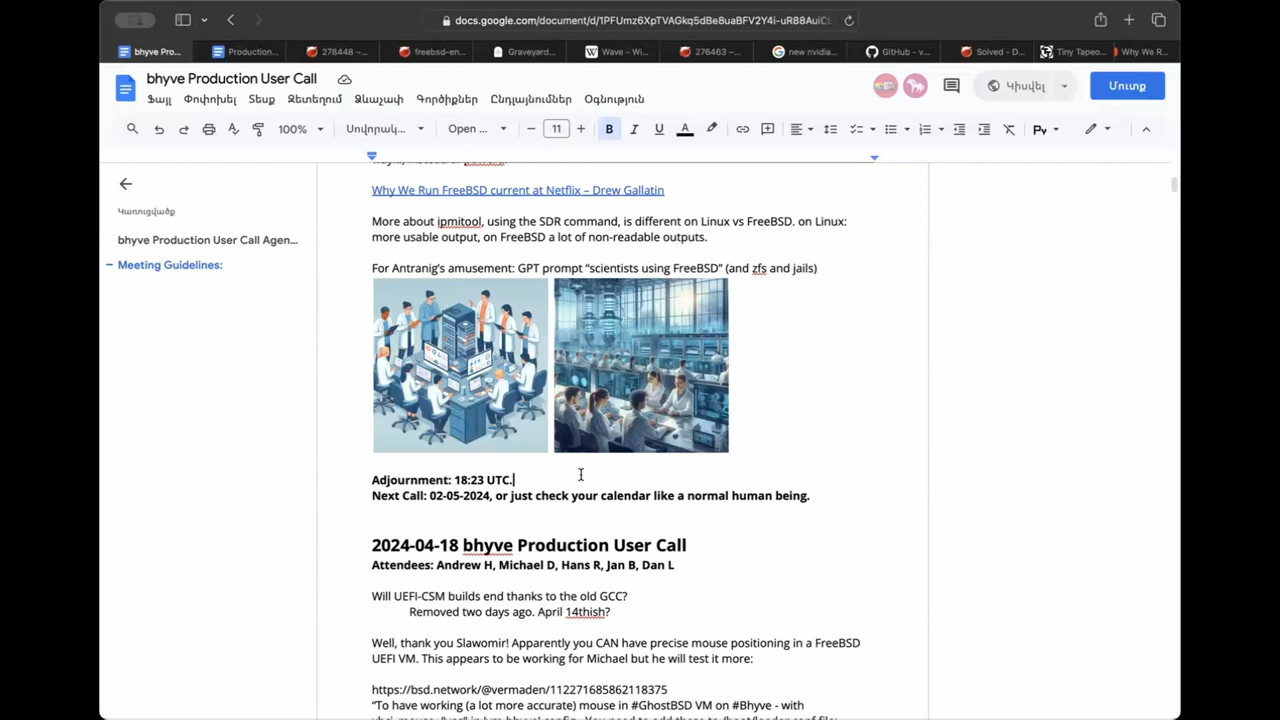 docs.google.com/document/d/1PFUmz6XpTVAGkq5dBe8uaBFV2Y4i-uR88AuiCt
bhyve Pro...
Production...
278448 –...
freebsd-en...
Graveyard...
Wave - Wi...
276463 –...
new nvidia...
GitHub - v...
Solved - D...
Tiny Tapeo...
Why We R...
bhyve Production User Call
Ֆայլ Փոփոխել Տեսք Զետեղում Ձևաչափ Գործիքներ Ընդլայնումներ Օգնություն
Կիսվել
Մուտք
100% Սովորակ... Open ... 11
Կառուցվածք
bhyve Production User Call Agen...
Meeting Guidelines:
Why We Run FreeBSD current at Netflix – Drew Gallatin
More about ipmitool, using the SDR command, is different on Linux vs FreeBSD. on Linux:
more usable output, on FreeBSD a lot of non-readable outputs.
For Antranig's amusement: GPT prompt “scientists using FreeBSD” (and zfs and jails)
Adjournment: 18:23 UTC.
Next Call: 02-05-2024, or just check your calendar like a normal human being.
2024-04-18 bhyve Production User Call
Attendees: Andrew H, Michael D, Hans R, Jan B, Dan L
Will UEFI-CSM builds end thanks to the old GCC?
Removed two days ago. April 14thish?
Well, thank you Slawomir! Apparently you CAN have precise mouse positioning in a FreeBSD
UEFI VM. This appears to be working for Michael but he will test it more:
https://bsd.network/@vermaden/112271685862118375
“To have working (a lot more accurate) mouse in #GhostBSD VM on #Bhyve - with